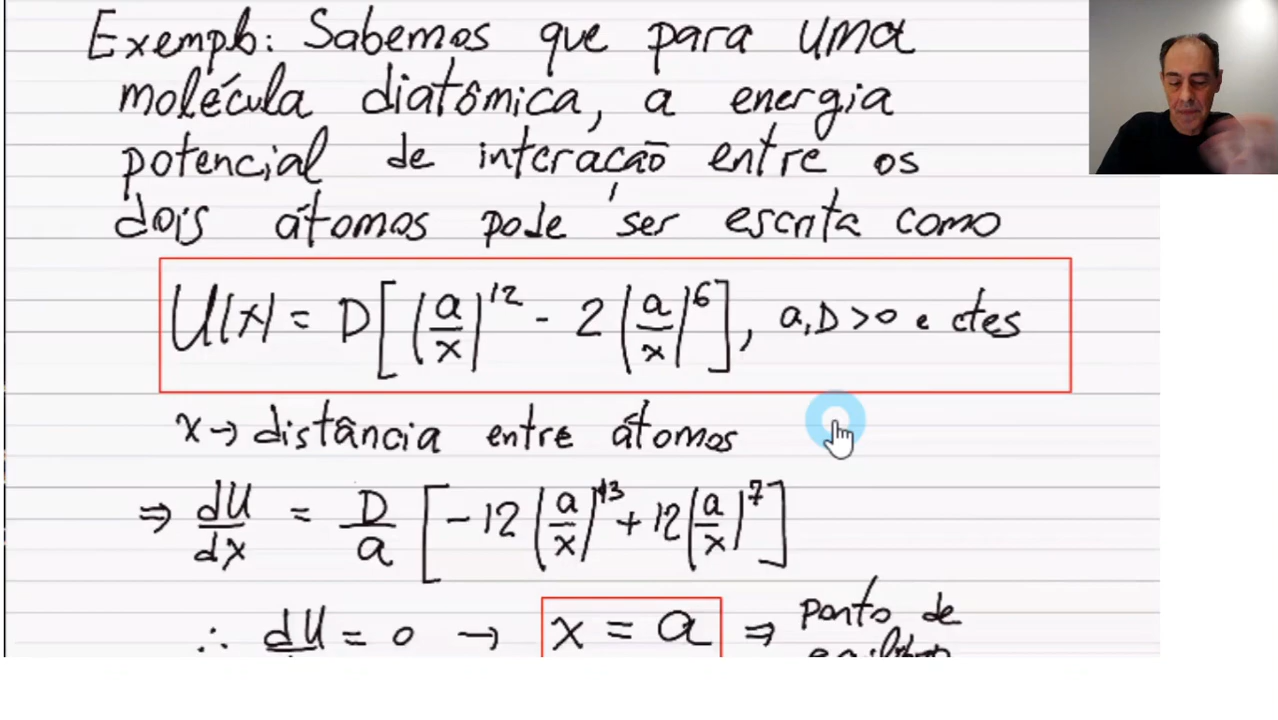 Exemplo: Sabemos que para uma
molécula diatômica, a energia
potencial de interação entre os
dois átomos pode ser escrita como
U(x) = D[(a/x)^12 - 2(a/x)^6], a,D>0 e ctes
x → distância entre átomos
⇒ dU/dx = D/a [-12(a/x)^13 + 12(a/x)^7]
∴ dU = 0 → x = a ⇒ ponto de